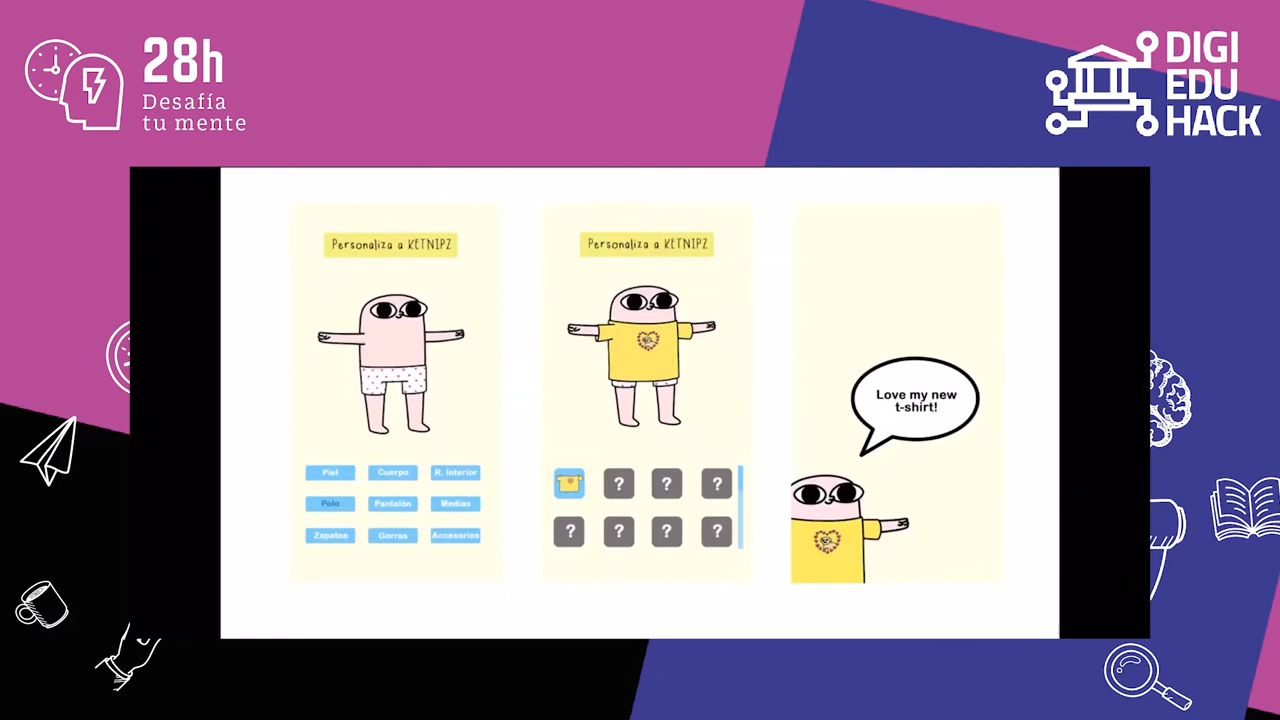 28h
Desafía
tu mente
DIGI
EDU
HACK
Personaliza a KETNIPZ
Piel
Cuerpo
R. Interior
Polo
Pantalón
Medias
Zapatos
Gorras
Accesorios
Personaliza a KETNIPZ
? ? ?
? ? ? ?
Love my new
t-shirt!